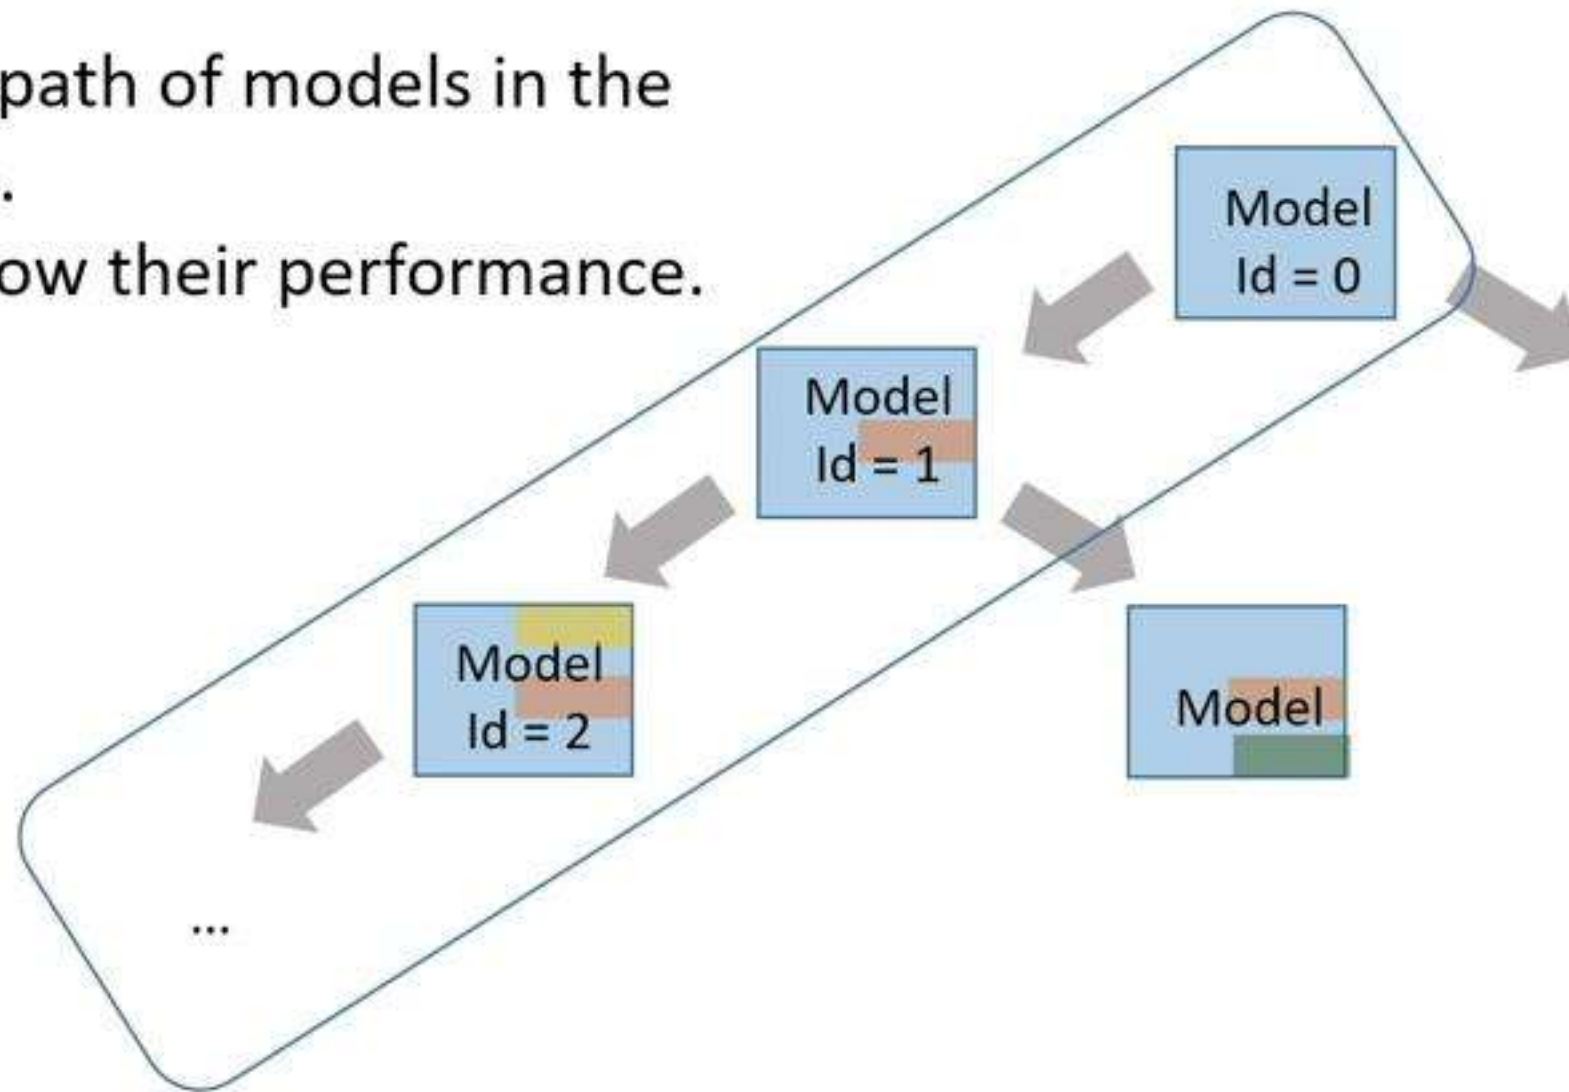 path of models in the
.
ow their performance.
Model
Id = 0
Model
Id = 1
Model
Id = 2
Model
...